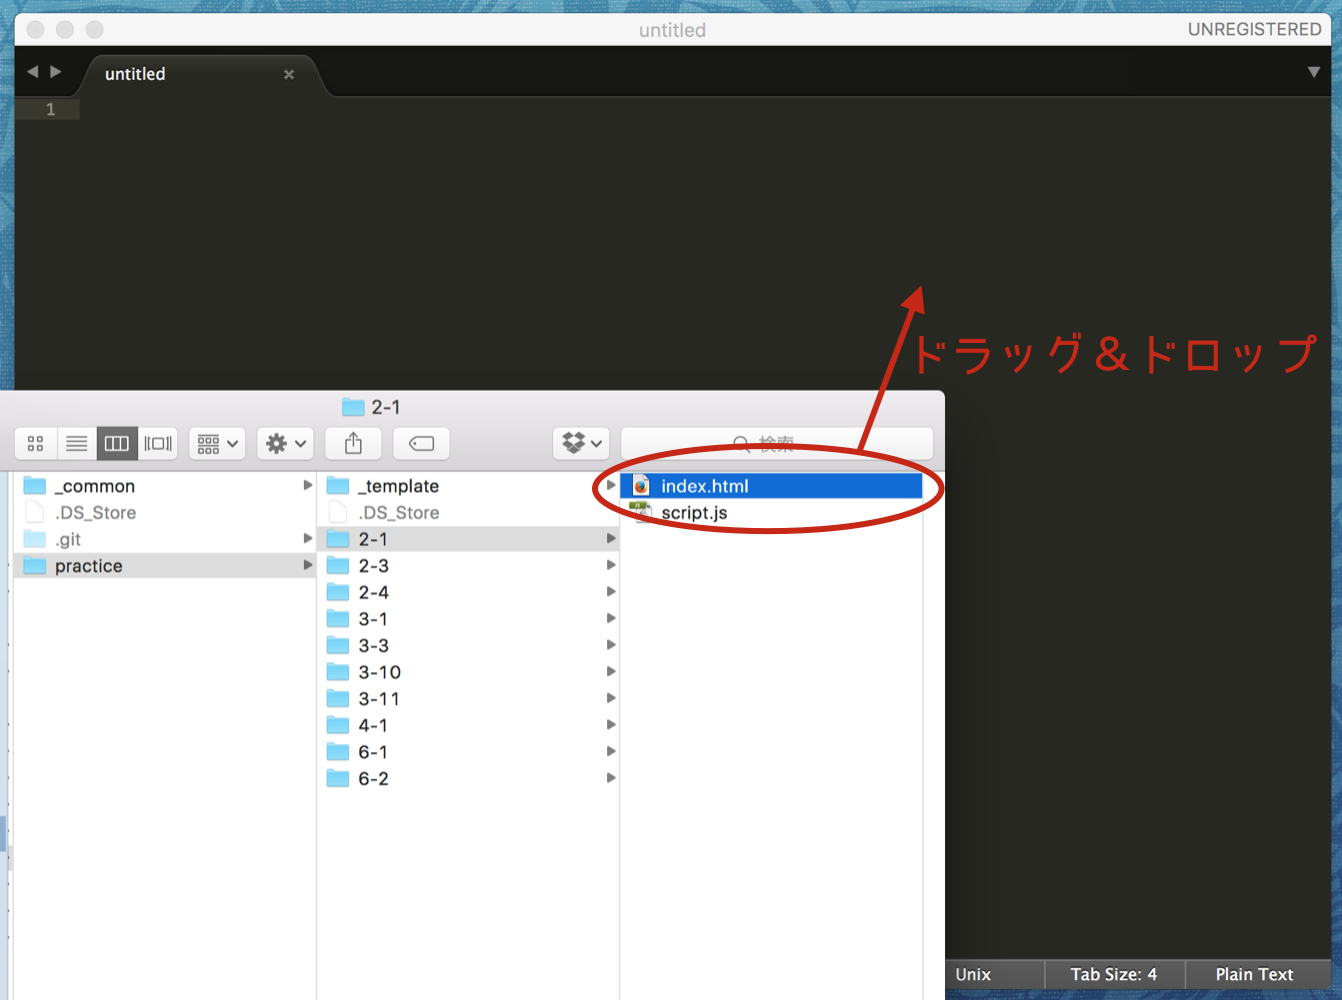 untitled
UNREGISTERED
untitled
1
ドラッグ&ドロップ
2-1
検索
_common
.DS_Store
.git
practice
_template
.DS_Store
2-1
2-3
2-4
3-1
3-3
3-10
3-11
4-1
6-1
6-2
index.html
script.js
Unix
Tab Size: 4
Plain Text